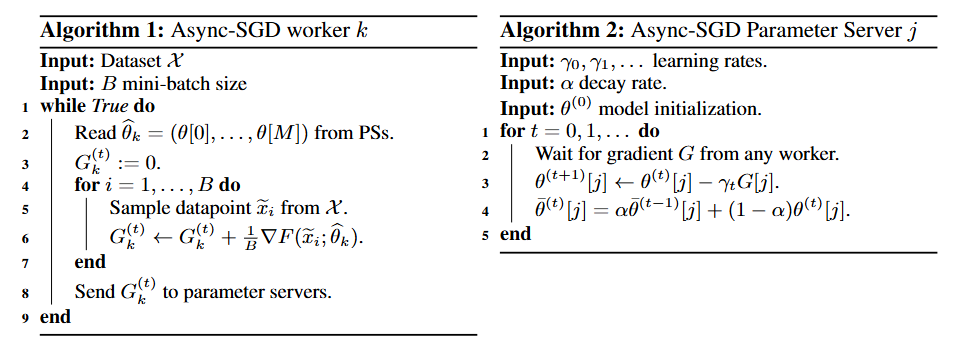 Algorithm 1: Async-SGD worker k
Input: Dataset 𝒳
Input: B mini-batch size
1 while True do
2 Read θ̂_k = (θ[0], . . . , θ[M]) from PSs.
3 G_k^{(t)} := 0.
4 for i = 1, . . . , B do
5 Sample datapoint x̃_i from 𝒳.
6 G_k^{(t)} ← G_k^{(t)} + 1/B ∇F(x̃_i; θ̂_k).
7 end
8 Send G_k^{(t)} to parameter servers.
9 end
Algorithm 2: Async-SGD Parameter Server j
Input: γ_0, γ_1, . . . learning rates.
Input: α decay rate.
Input: θ^{(0)} model initialization.
1 for t = 0, 1, . . . do
2 Wait for gradient G from any worker.
3 θ^{(t+1)}[j] ← θ^{(t)}[j] − γ_t G[j].
4 θ̄^{(t)}[j] = αθ̄^{(t−1)}[j] + (1 − α)θ^{(t)}[j].
5 end